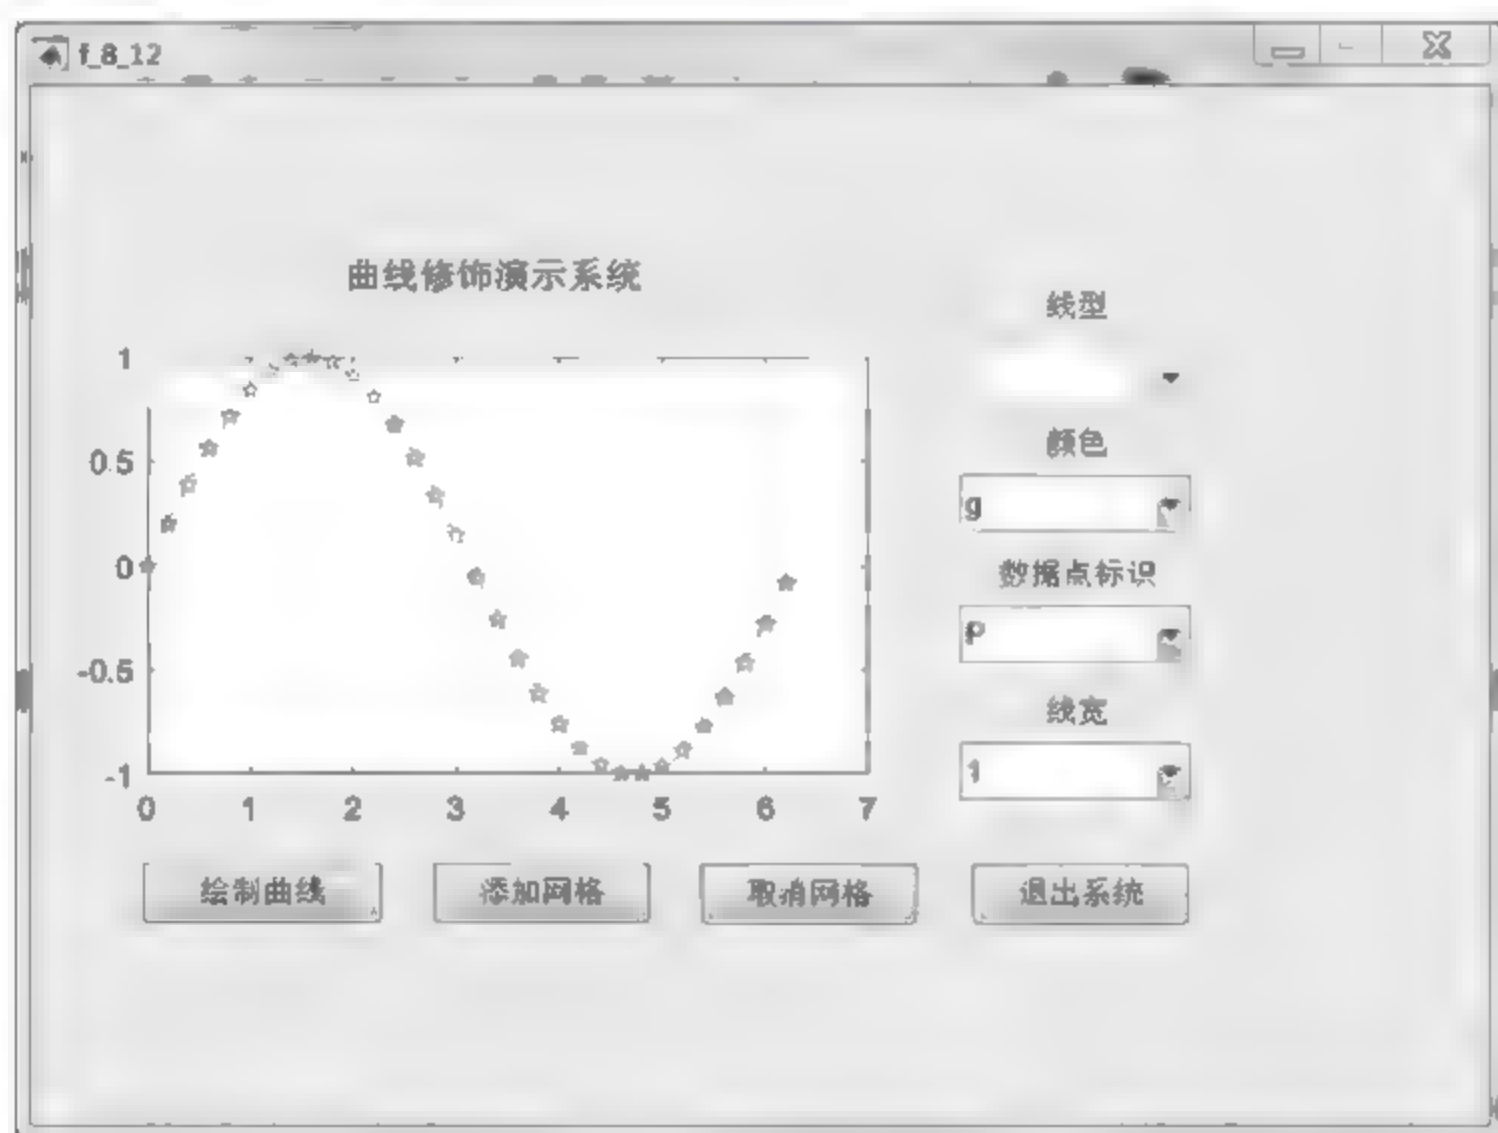 f_8_12
曲线修饰演示系统
线型
颜色
g
数据点标识
p
线宽
1
1
0.5
0
-0.5
-1
0 1 2 3 4 5 6 7
绘制曲线 添加网格 取消网格 退出系统